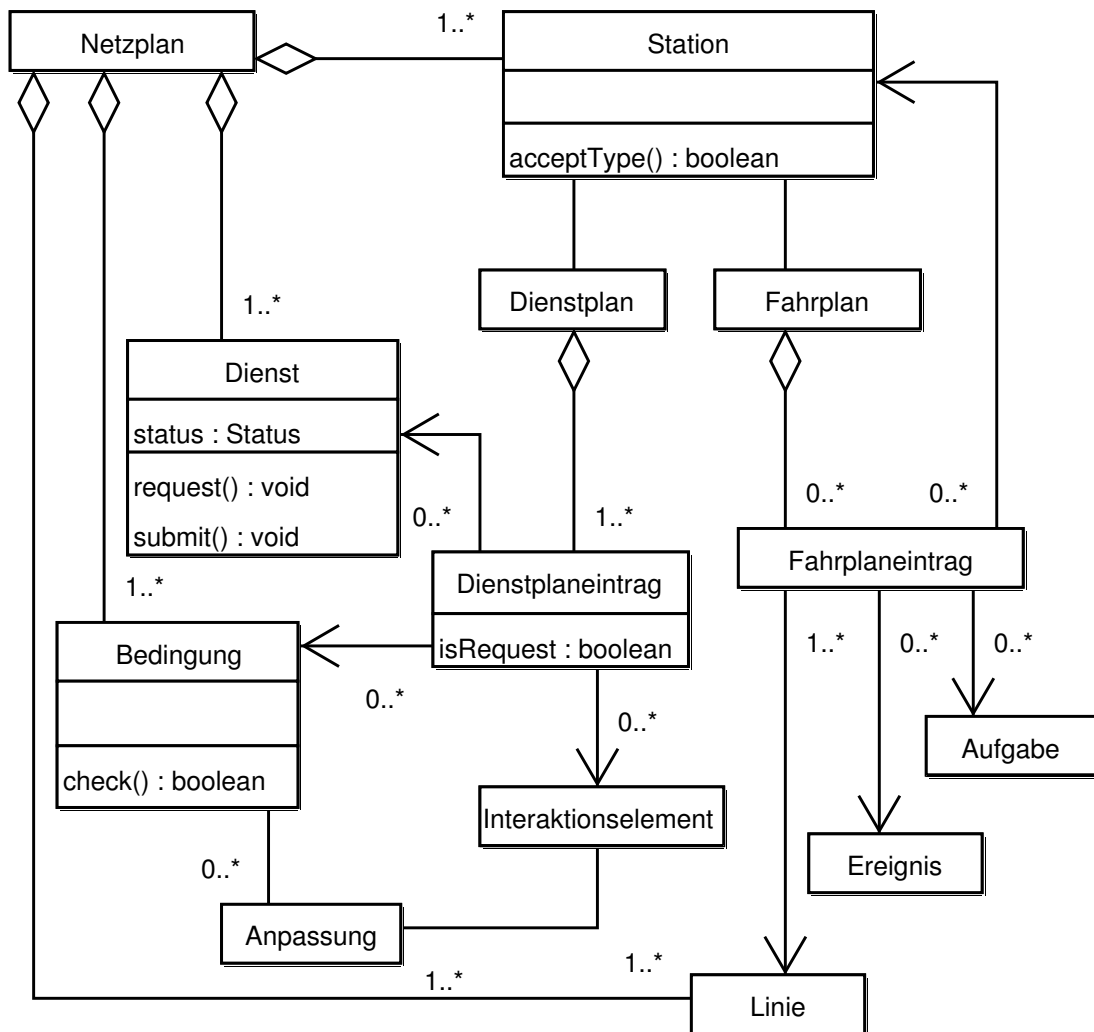 Netzplan
1..*
Station
acceptType() : boolean
Dienstplan
Fahrplan
1..*
Dienst
status : Status
request() : void
submit() : void
0..*
1..*
0..*
0..*
Dienstplaneintrag
isRequest : boolean
Fahrplaneintrag
1..*
Bedingung
check() : boolean
0..*
0..*
1..*
0..*
0..*
Aufgabe
Interaktionselement
Ereignis
0..*
Anpassung
1..*
1..*
Linie